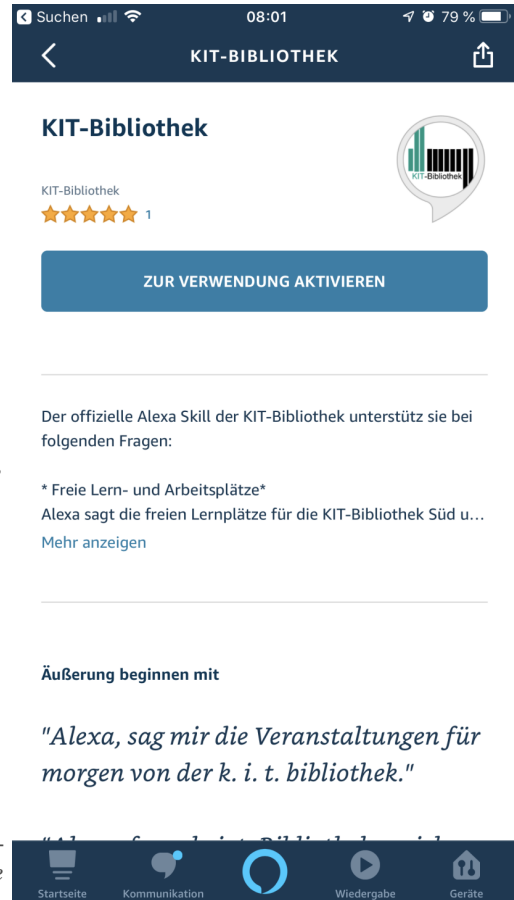 Suchen
08:01
79 %
KIT-BIBLIOTHEK
KIT-Bibliothek
KIT-Bibliothek
KIT-Bibliothek
1
ZUR VERWENDUNG AKTIVIEREN
Der offizielle Alexa Skill der KIT-Bibliothek unterstütz sie bei
folgenden Fragen:
* Freie Lern- und Arbeitsplätze*
Alexa sagt die freien Lernplätze für die KIT-Bibliothek Süd u...
Mehr anzeigen
Äußerung beginnen mit
"Alexa, sag mir die Veranstaltungen für
morgen von der k. i. t. bibliothek."
Startseite
Kommunikation
Wiedergabe
Geräte